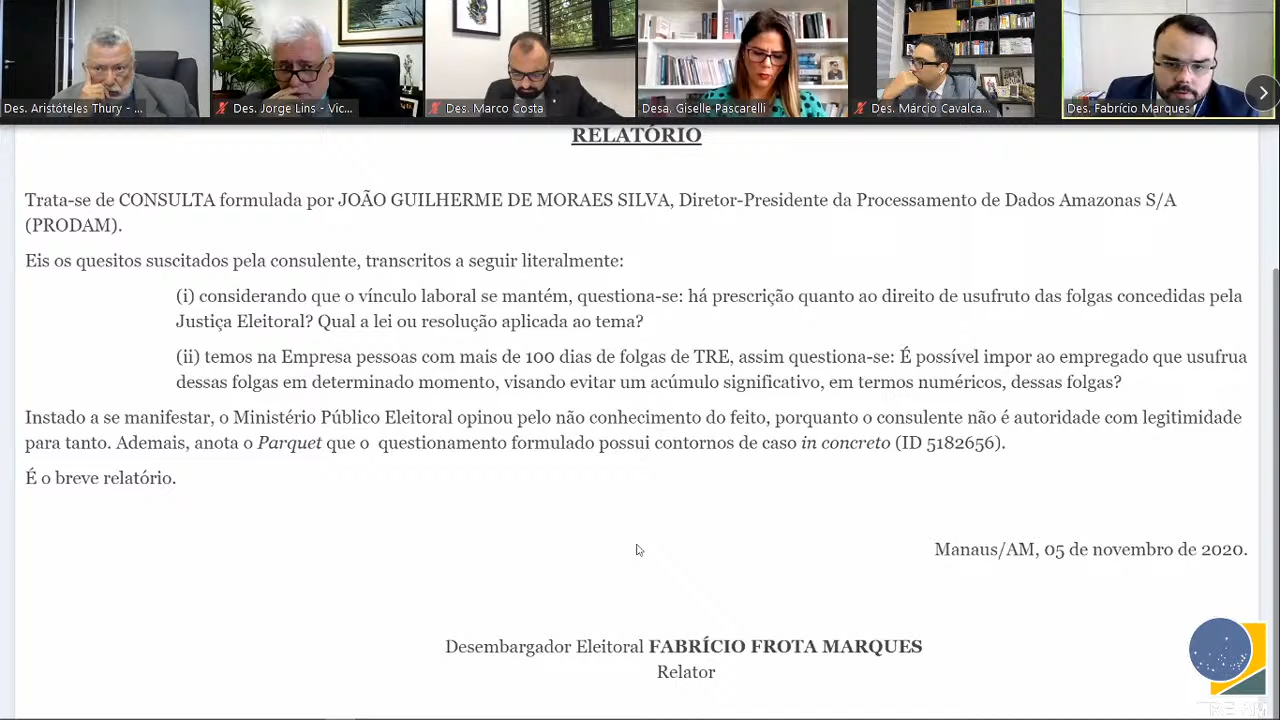 Des. Aristóteles Thury - ...
Des. Jorge Lins - Vic...
Des. Marco Costa
Desa. Giselle Pascarelli
Des. Márcio Cavalca...
Des. Fabrício Marques
RELATÓRIO
Trata-se de CONSULTA formulada por JOÃO GUILHERME DE MORAES SILVA, Diretor-Presidente da Processamento de Dados Amazonas S/A
(PRODAM).
Eis os quesitos suscitados pela consulente, transcritos a seguir literalmente:
(i) considerando que o vínculo laboral se mantém, questiona-se: há prescrição quanto ao direito de usufruto das folgas concedidas pela
Justiça Eleitoral? Qual a lei ou resolução aplicada ao tema?
(ii) temos na Empresa pessoas com mais de 100 dias de folgas de TRE, assim questiona-se: É possível impor ao empregado que usufrua
dessas folgas em determinado momento, visando evitar um acúmulo significativo, em termos numéricos, dessas folgas?
Instado a se manifestar, o Ministério Público Eleitoral opinou pelo não conhecimento do feito, porquanto o consulente não é autoridade com legitimidade
para tanto. Ademais, anota o Parquet que o questionamento formulado possui contornos de caso in concreto (ID 5182656).
É o breve relatório.
Manaus/AM, 05 de novembro de 2020.
Desembargador Eleitoral FABRÍCIO FROTA MARQUES
Relator
TRE-AM